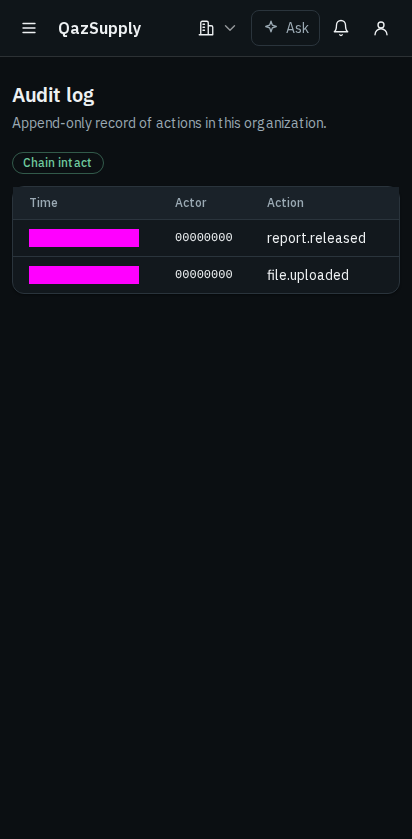 QazSupply
Ask
Audit log
Append-only record of actions in this organization.
Chain intact
Time Actor Action
00000000 report.released
00000000 file.uploaded